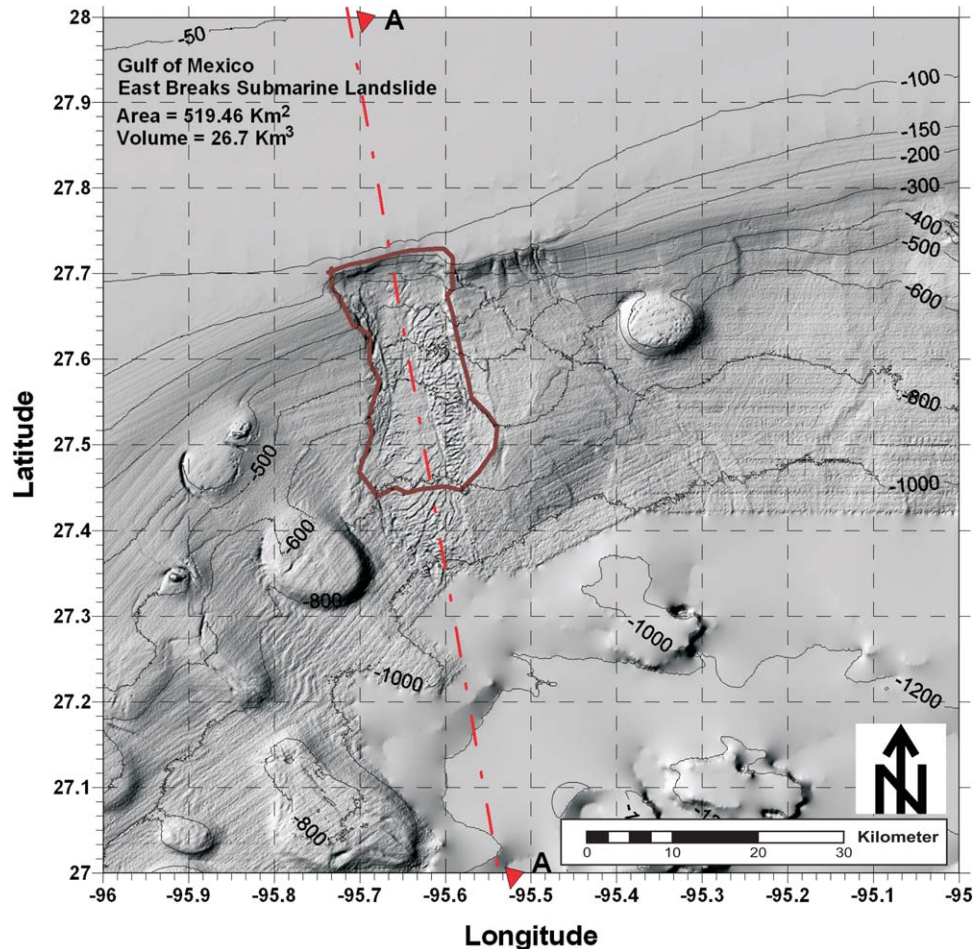 28
27.9
27.8
27.7
27.6
27.5
27.4
27.3
27.2
27.1
27
Latitude
A
-50
Gulf of Mexico
East Breaks Submarine Landslide
Area = 519.46 Km²
Volume = 26.7 Km³
-100
-150
-200
-300
-400
-500
-600
-800
-1000
-500
-600
-800
-1000
-1000
-1200
-800
N
Kilometer
0 10 20 30
A
-96 -95.9 -95.8 -95.7 -95.6 -95.5 -95.4 -95.3 -95.2 -95.1 -95
Longitude